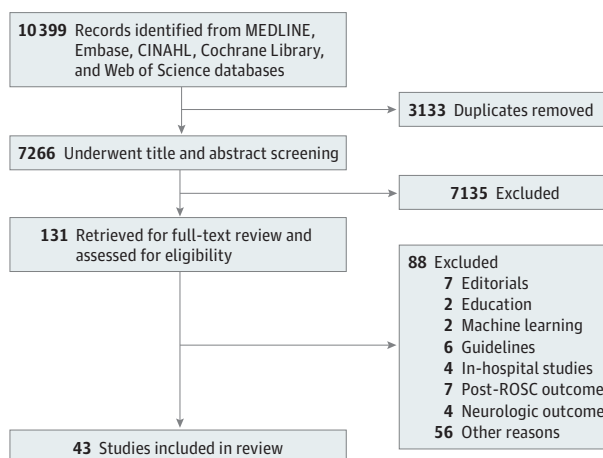 10 399 Records identified from MEDLINE,
Embase, CINAHL, Cochrane Library,
and Web of Science databases
3133 Duplicates removed
7266 Underwent title and abstract screening
7135 Excluded
131 Retrieved for full-text review and
assessed for eligibility
88 Excluded
7 Editorials
2 Education
2 Machine learning
6 Guidelines
4 In-hospital studies
7 Post-ROSC outcome
4 Neurologic outcome
56 Other reasons
43 Studies included in review